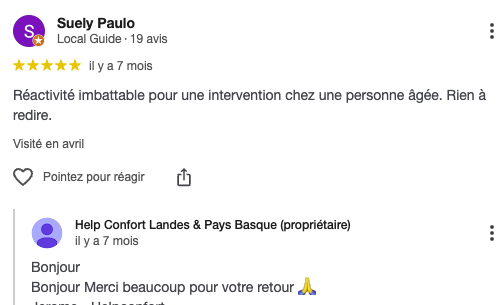 S
Suely Paulo
Local Guide · 19 avis
il y a 7 mois
Réactivité imbattable pour une intervention chez une personne âgée. Rien à
redire.
Visité en avril
Pointez pour réagir
Help Confort Landes & Pays Basque (propriétaire)
il y a 7 mois
Bonjour
Bonjour Merci beaucoup pour votre retour 🙏